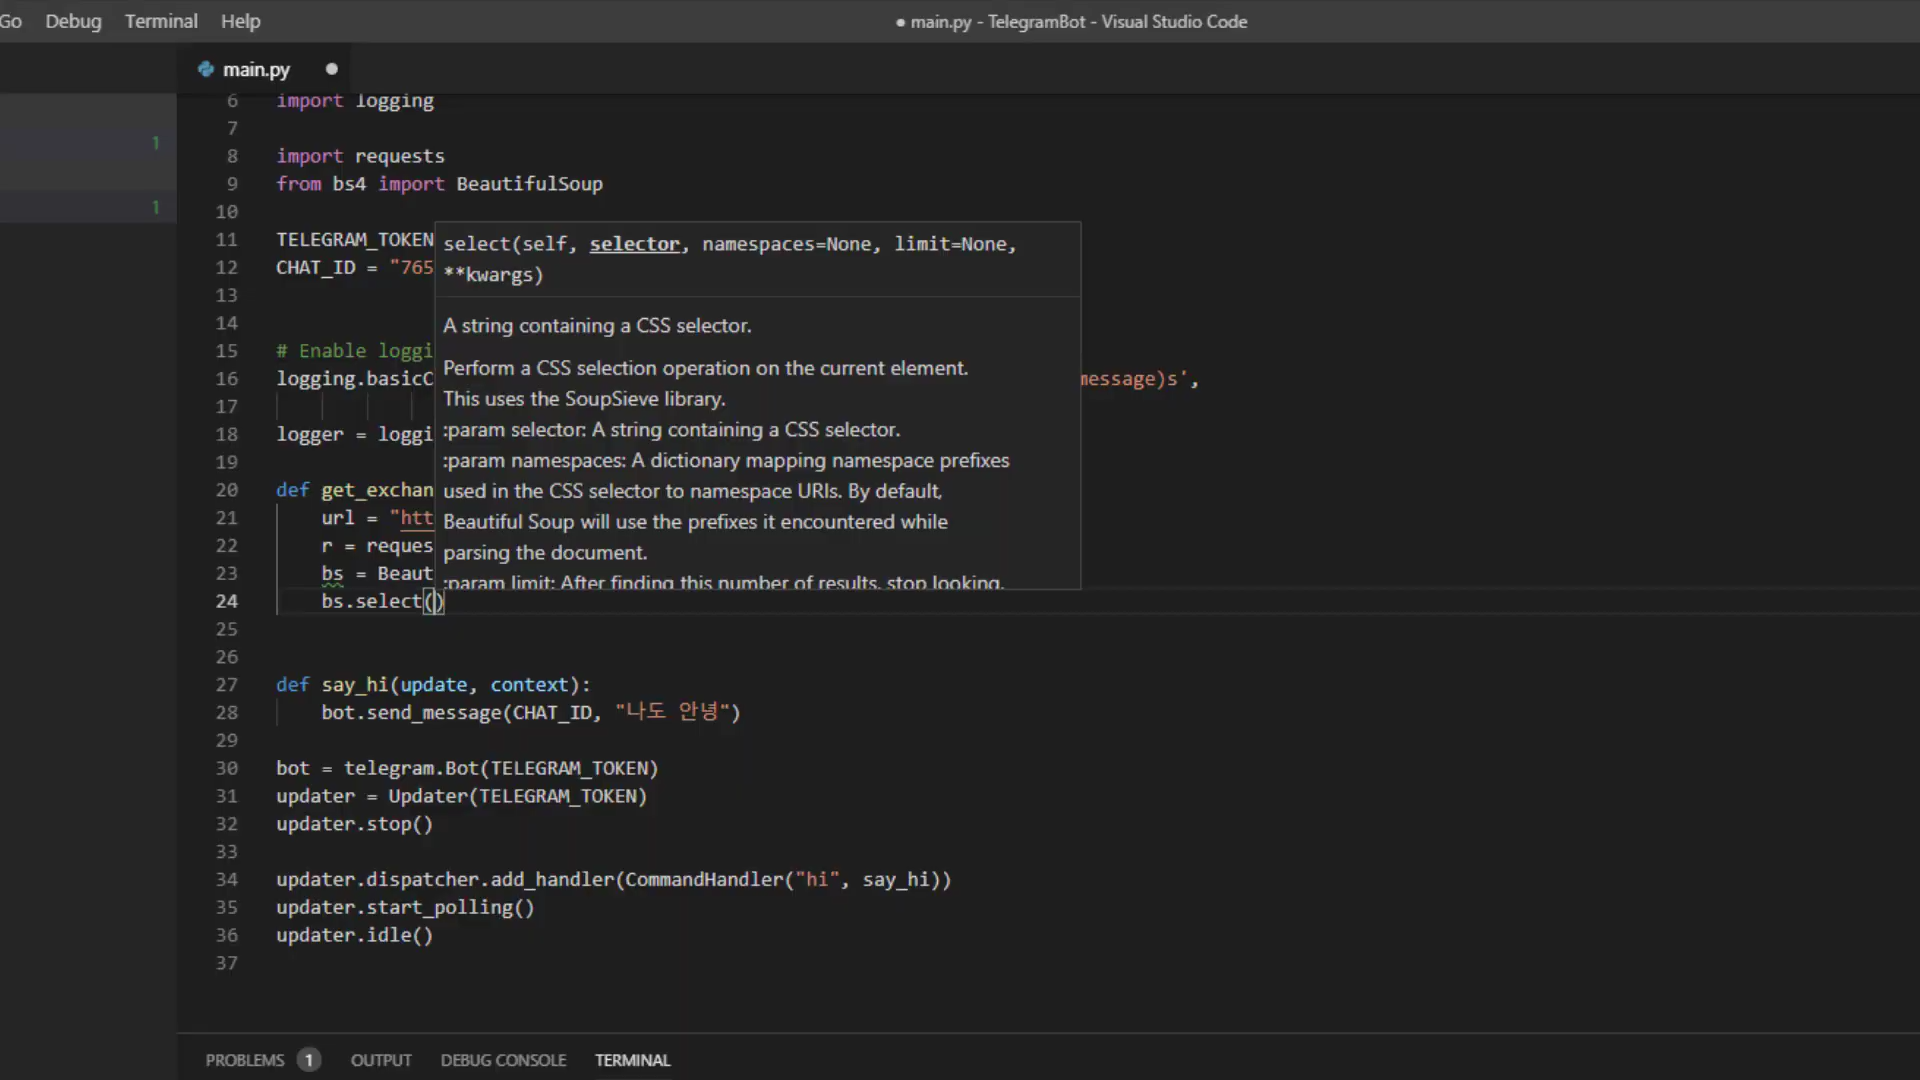 Go Debug Terminal Help
● main.py - TelegramBot - Visual Studio Code
main.py ●
1
1
6 import logging
7
8 import requests
9 from bs4 import BeautifulSoup
10
11 TELEGRAM_TOKEN
12 CHAT_ID = "765
13
14
15 # Enable loggi
16 logging.basicC message)s',
17
18 logger = loggi
19
20 def get_exchan
21 url = "htt
22 r = reques
23 bs = Beaut
24 bs.select()
25
26
27 def say_hi(update, context):
28 bot.send_message(CHAT_ID, "나도 안녕")
29
30 bot = telegram.Bot(TELEGRAM_TOKEN)
31 updater = Updater(TELEGRAM_TOKEN)
32 updater.stop()
33
34 updater.dispatcher.add_handler(CommandHandler("hi", say_hi))
35 updater.start_polling()
36 updater.idle()
37
select(self, selector, namespaces=None, limit=None,
**kwargs)
A string containing a CSS selector.
Perform a CSS selection operation on the current element.
This uses the SoupSieve library.
:param selector: A string containing a CSS selector.
:param namespaces: A dictionary mapping namespace prefixes
used in the CSS selector to namespace URIs. By default,
Beautiful Soup will use the prefixes it encountered while
parsing the document.
:param limit: After finding this number of results, stop looking.
PROBLEMS 1 OUTPUT DEBUG CONSOLE TERMINAL